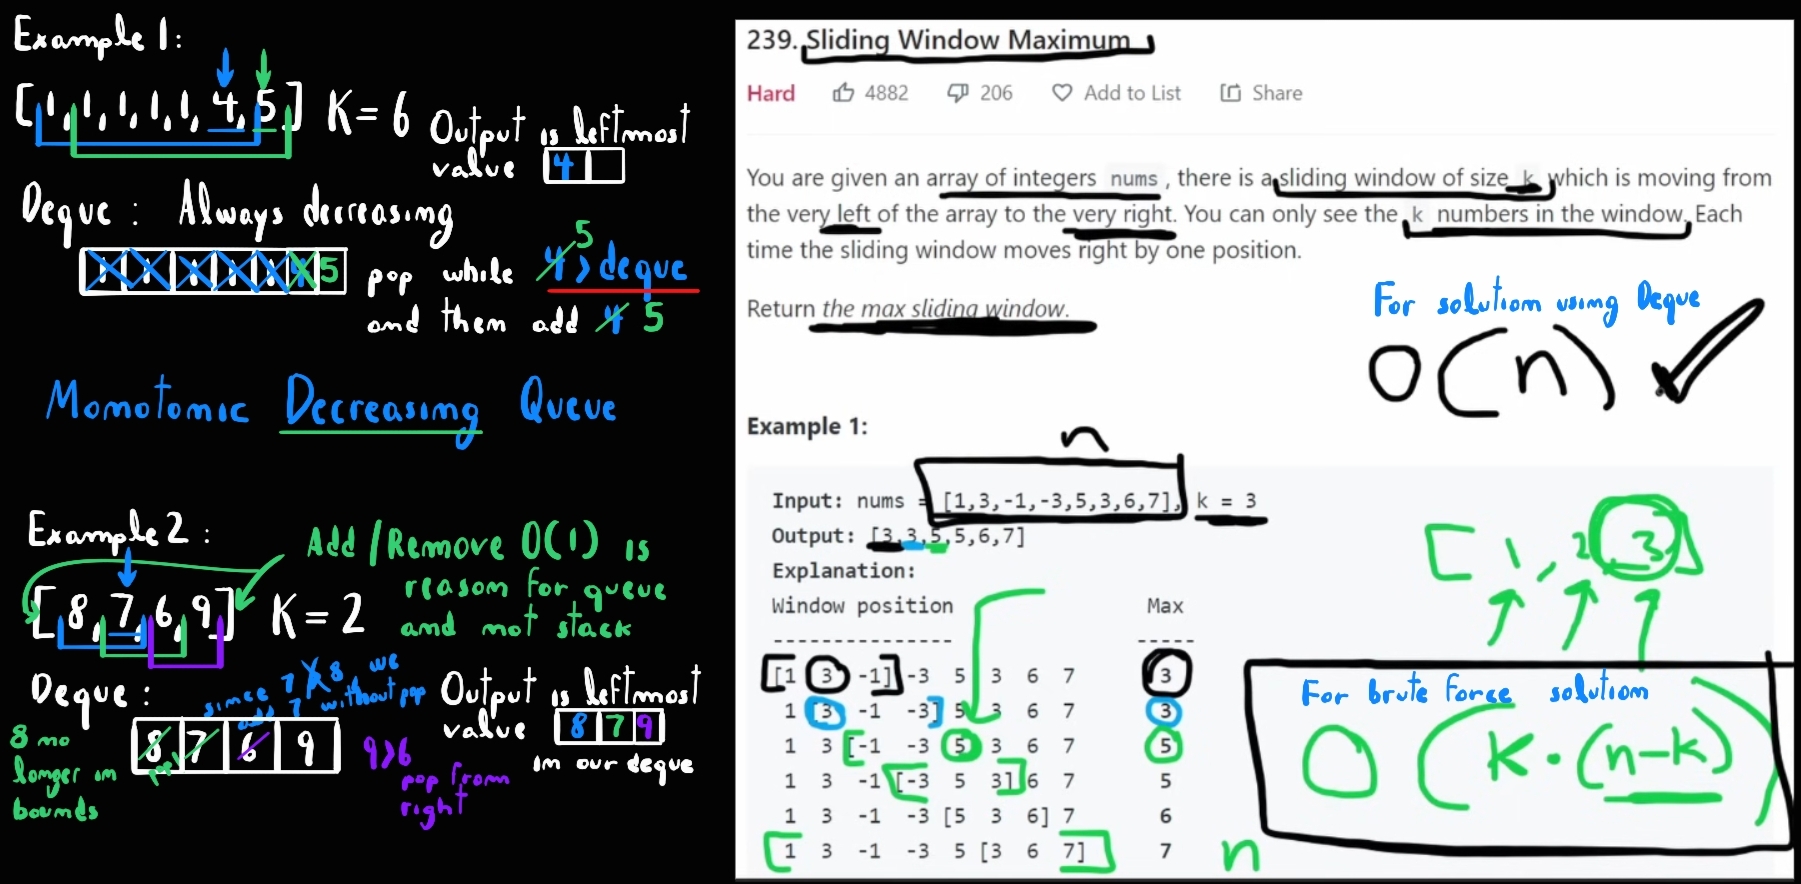 Example 1:
[1,1,1,1,1,4,5] K=6
Output is leftmost
value 4
Deque: Always decreasing
1 1 1 1 1 4 5
pop while 4 5 > deque
and then add 4 5
Monotonic Decreasing Queue
Example 2:
Add/Remove O(1) is
reason for queue
and not stack
[8,7,6,9] K=2
Deque:
since 7 > 8 we
add 7 without pop
8 7 6 9
8 no
longer in
bounds
9>6
pop from
right
Output is leftmost
value 8 7 9
in our deque
239. Sliding Window Maximum
Hard 4882 206 Add to List Share
You are given an array of integers nums, there is a sliding window of size k which is moving from
the very left of the array to the very right. You can only see the k numbers in the window. Each
time the sliding window moves right by one position.
Return the max sliding window.
For solution using Deque
O(n)
Example 1:
n
Input: nums = [1,3,-1,-3,5,3,6,7], k = 3
Output: [3,3,5,5,6,7]
Explanation:
Window position Max
--------------- -----
[1 3 -1] -3 5 3 6 7 3
1 [3 -1 -3] 5 3 6 7 3
1 3 [-1 -3 5] 3 6 7 5
1 3 -1 [-3 5 3] 6 7 5
1 3 -1 -3 [5 3 6] 7 6
1 3 -1 -3 5 [3 6 7] 7
n
[1, 2, 3]
For brute force solution
O(K·(n-k))